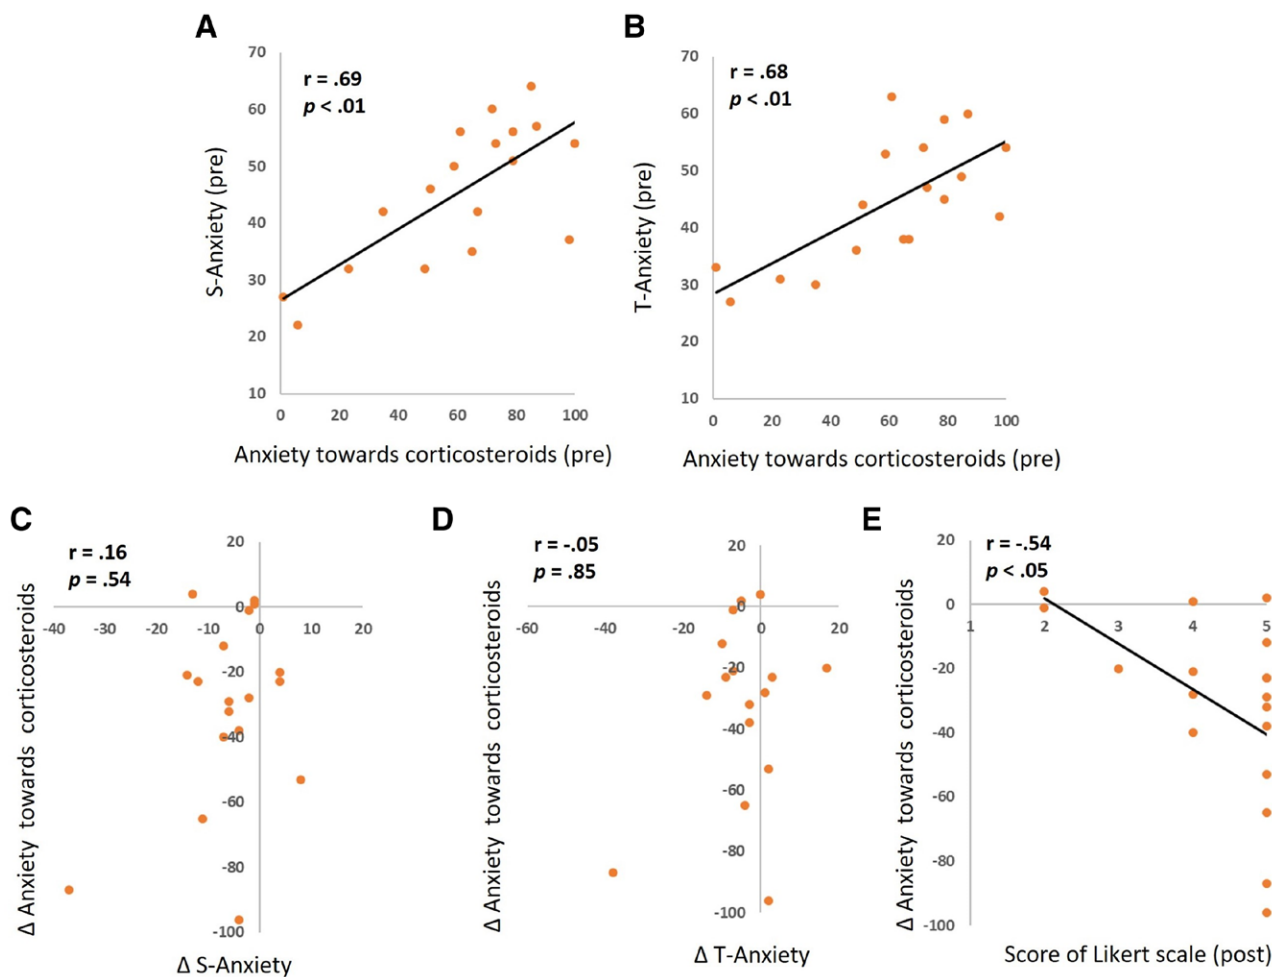 A
r = .69
p < .01
S-Anxiety (pre)
70
60
50
40
30
20
10
0 20 40 60 80 100
Anxiety towards corticosteroids (pre)
B
r = .68
p < .01
T-Anxiety (pre)
70
60
50
40
30
20
10
0 20 40 60 80 100
Anxiety towards corticosteroids (pre)
C
r = .16
p = .54
Δ Anxiety towards corticosteroids
20
0
-20
-40
-60
-80
-100
-40 -30 -20 -10 0 10 20
Δ S-Anxiety
D
r = -.05
p = .85
Δ Anxiety towards corticosteroids
20
0
-20
-40
-60
-80
-100
-60 -40 -20 0 20
Δ T-Anxiety
E
r = -.54
p < .05
Δ Anxiety towards corticosteroids
20
0
-20
-40
-60
-80
-100
1 2 3 4 5
Score of Likert scale (post)